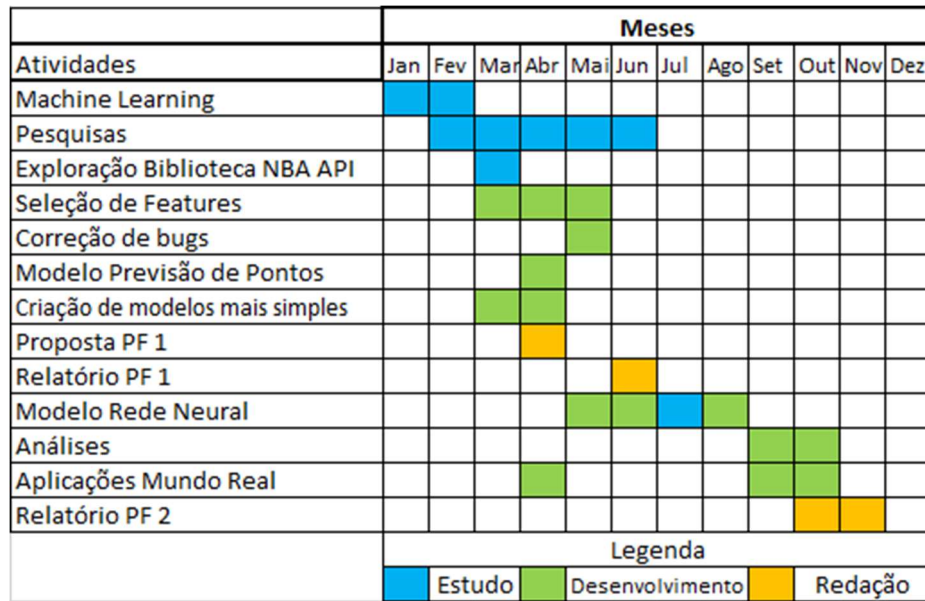 Meses
Atividades Jan Fev Mar Abr Mai Jun Jul Ago Set Out Nov Dez
Machine Learning
Pesquisas
Exploração Biblioteca NBA API
Seleção de Features
Correção de bugs
Modelo Previsão de Pontos
Criação de modelos mais simples
Proposta PF 1
Relatório PF 1
Modelo Rede Neural
Análises
Aplicações Mundo Real
Relatório PF 2
Legenda
Estudo Desenvolvimento Redação